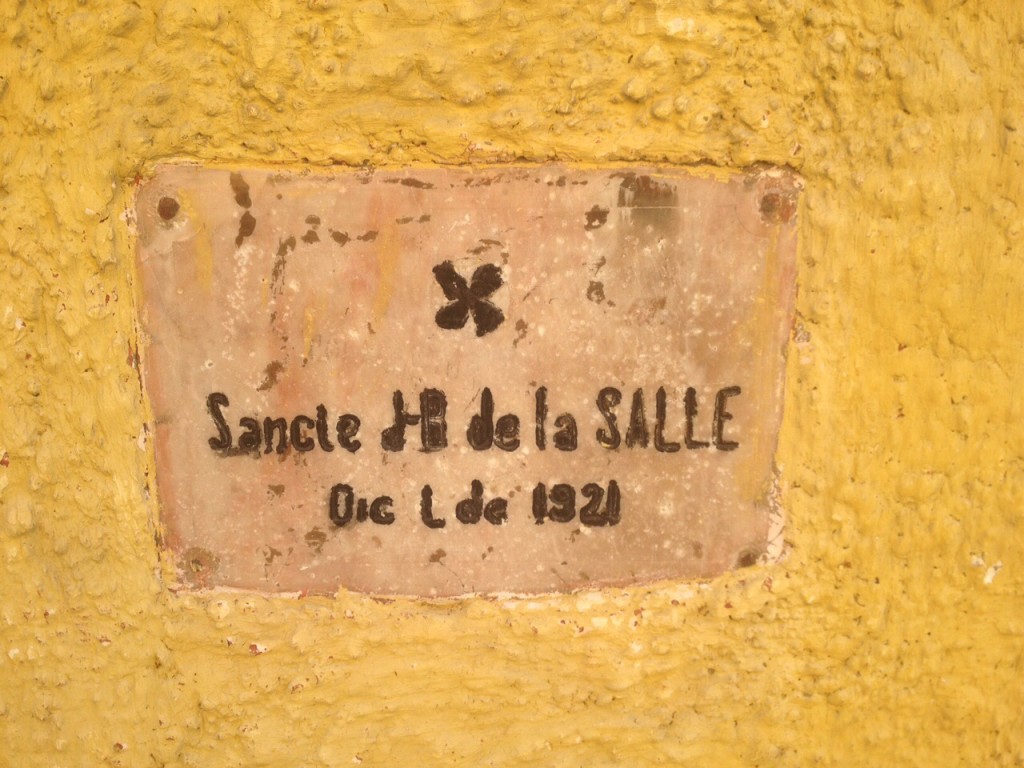 Sancte J-B de la SALLE
Dic 1. de 1921